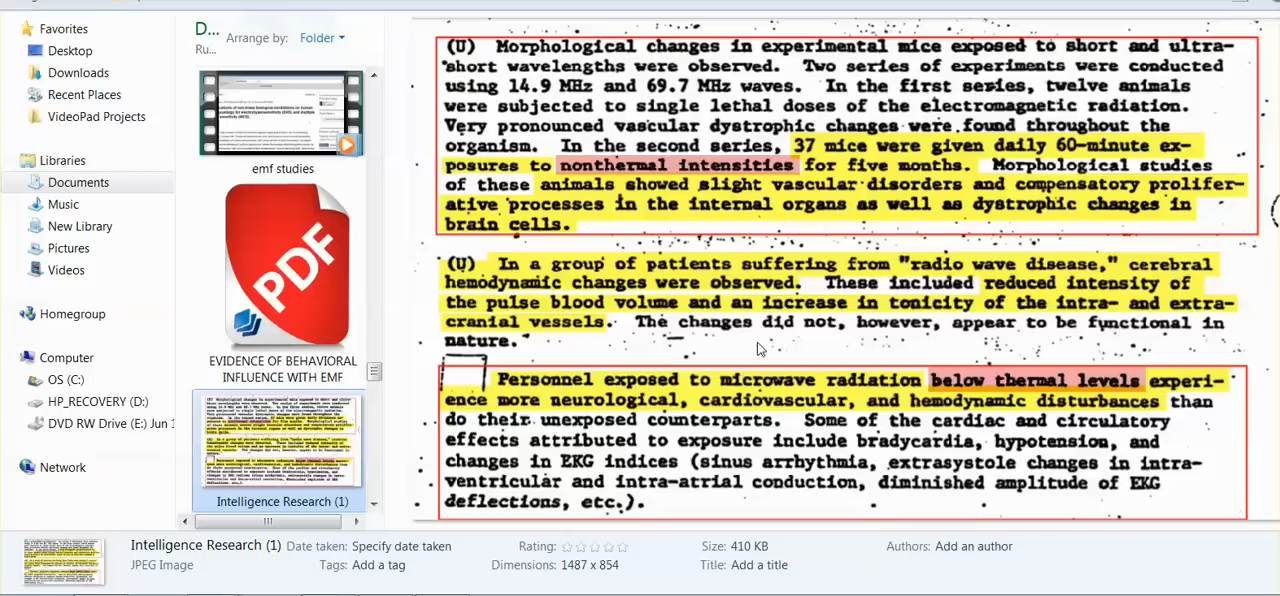 Favorites
Desktop
Downloads
Recent Places
VideoPad Projects
Libraries
Documents
Music
New Library
Pictures
Videos
Homegroup
Computer
OS (C:)
HP_RECOVERY (D:)
DVD RW Drive (E:) Jun 1
Network
D...
Ru...
Arrange by: Folder
emf studies
PDF
EVIDENCE OF BEHAVIORAL
INFLUENCE WITH EMF
Intelligence Research (1)
(U) Morphological changes in experimental mice exposed to short and ultra-
short wavelengths were observed. Two series of experiments were conducted
using 14.9 MHz and 69.7 MHz waves. In the first series, twelve animals
were subjected to single lethal doses of the electromagnetic radiation.
Very pronounced vascular dystrophic changes were found throughout the
organism. In the second series, 37 mice were given daily 60-minute ex-
posures to nonthermal intensities for five months. Morphological studies
of these animals showed slight vascular disorders and compensatory prolifer-
ative processes in the internal organs as well as dystrophic changes in
brain cells.
(U) In a group of patients suffering from "radio wave disease," cerebral
hemodynamic changes were observed. These included reduced intensity of
the pulse blood volume and an increase in tonicity of the intra- and extra-
cranial vessels. The changes did not, however, appear to be functional in
nature.
Personnel exposed to microwave radiation below thermal levels experi-
ence more neurological, cardiovascular, and hemodynamic disturbances than
do their unexposed counterparts. Some of the cardiac and circulatory
effects attributed to exposure include bradycardia, hypotension, and
changes in EKG indices (sinus arrhythmia, extrasystole changes in intra-
ventricular and intra-atrial conduction, diminished amplitude of EKG
deflections, etc.).
Intelligence Research (1) Date taken: Specify date taken Rating: Size: 410 KB Authors: Add an author
JPEG Image Tags: Add a tag Dimensions: 1487 x 854 Title: Add a title